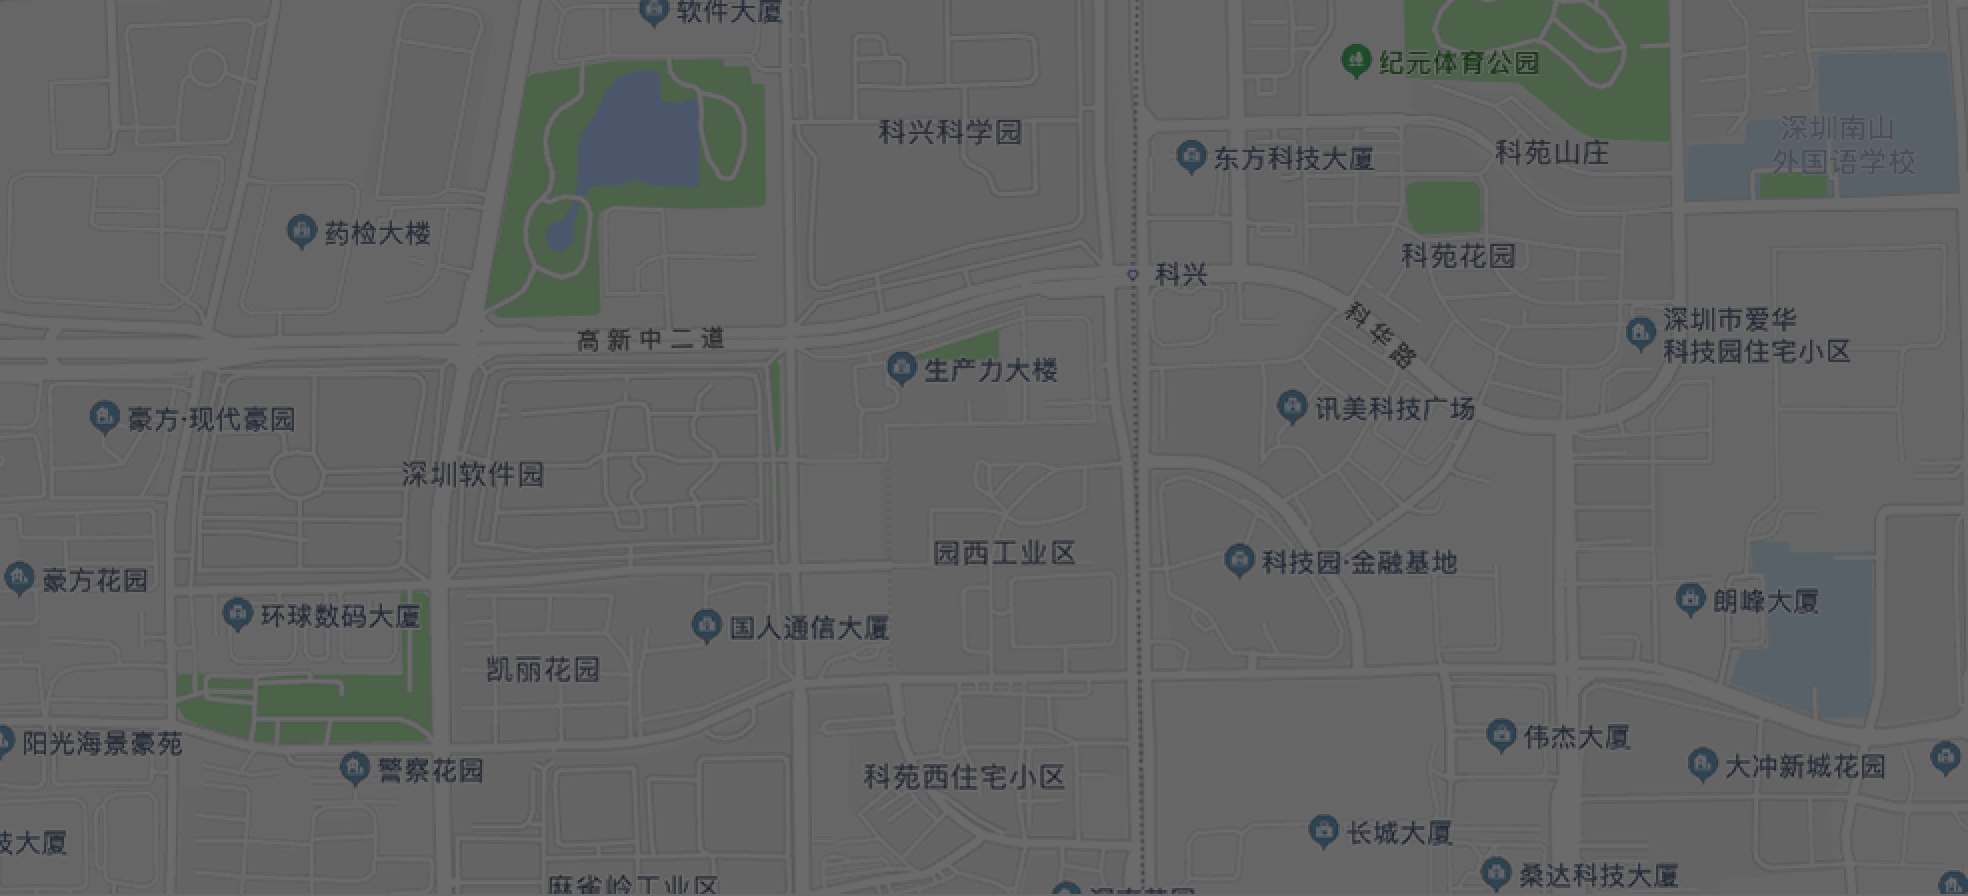 软件大厦
纪元体育公园
科兴科学园
东方科技大厦
科苑山庄
深圳南山
外国语学校
药检大楼
科苑花园
科兴
高新中二道
科华路
深圳市爱华
科技园住宅小区
生产力大楼
讯美科技广场
豪方·现代豪园
深圳软件园
园西工业区
科技园·金融基地
豪方花园
环球数码大厦
国人通信大厦
朗峰大厦
凯丽花园
阳光海景豪苑
警察花园
科苑西住宅小区
伟杰大厦
大冲新城花园
技大厦
长城大厦
桑达科技大厦
麻雀岭工业区